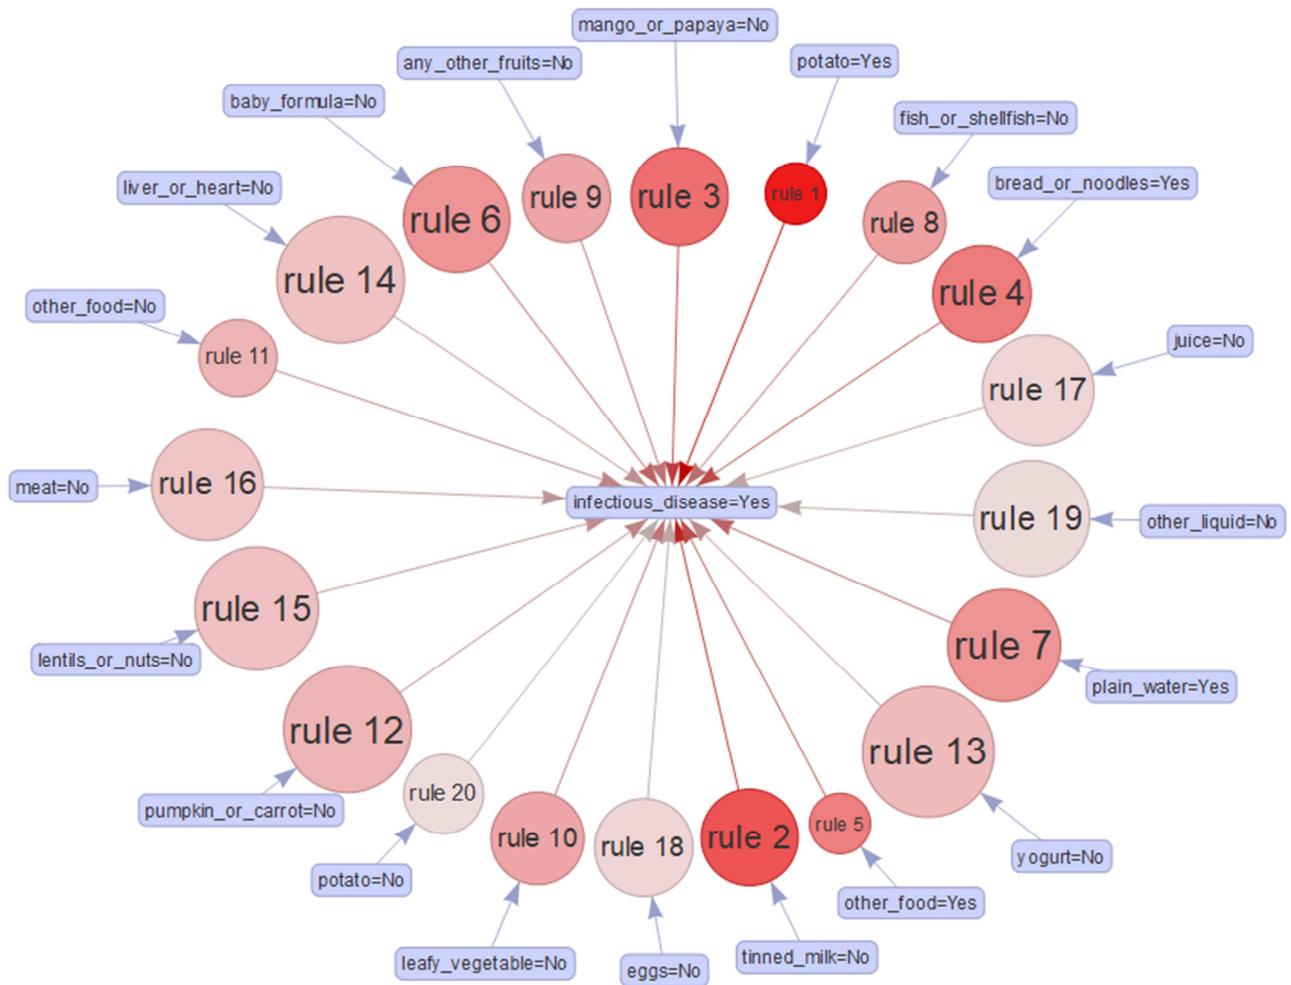 mango_or_papaya=No
any_other_fruits=No
potato=Yes
baby_formula=No
fish_or_shellfish=No
liver_or_heart=No
bread_or_noodles=Yes
rule 9
rule 3
rule 1
rule 6
rule 8
rule 14
rule 4
other_food=No
rule 11
juice=No
rule 17
meat=No
rule 16
infectious_disease=Yes
rule 19
other_liquid=No
rule 15
lentils_or_nuts=No
rule 7
plain_water=Yes
rule 12
rule 13
pumpkin_or_carrot=No
rule 20
rule 10
rule 18
rule 2
rule 5
yogurt=No
potato=No
other_food=Yes
leafy_vegetable=No
eggs=No
tinned_milk=No